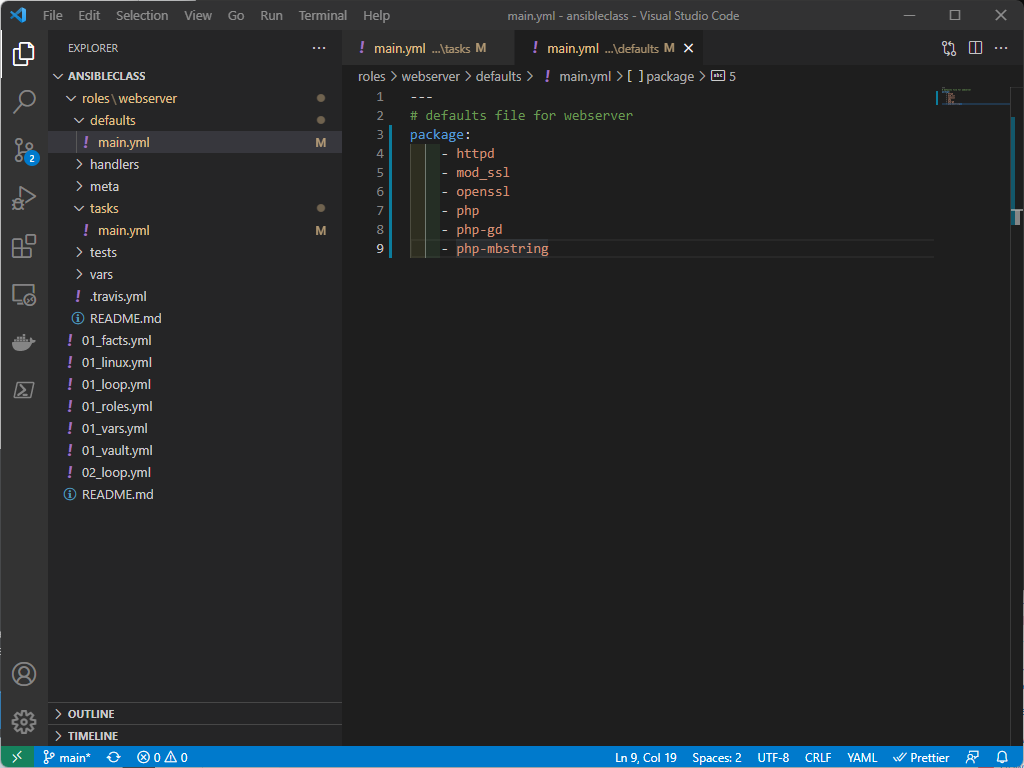 File Edit Selection View Go Run Terminal Help main.yml - ansibleclass - Visual Studio Code
EXPLORER
ANSIBLECLASS
roles\webserver
defaults
! main.yml M
handlers
meta
tasks
! main.yml M
tests
vars
! .travis.yml
README.md
! 01_facts.yml
! 01_linux.yml
! 01_loop.yml
! 01_roles.yml
! 01_vars.yml
! 01_vault.yml
! 02_loop.yml
README.md
OUTLINE
TIMELINE
2
! main.yml ...\tasks M ! main.yml ...\defaults M
roles > webserver > defaults > ! main.yml > [ ] package > abc 5
1 ---
2 # defaults file for webserver
3 package:
4 - httpd
5 - mod_ssl
6 - openssl
7 - php
8 - php-gd
9 - php-mbstring
main* 0 0 Ln 9, Col 19 Spaces: 2 UTF-8 CRLF YAML Prettier